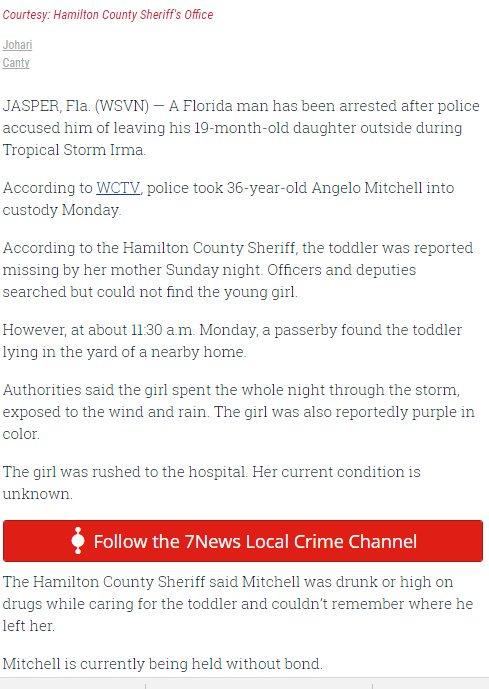 Courtesy: Hamilton County Sheriff's Office
Johari
Canty
JASPER, Fla. (WSVN) — A Florida man has been arrested after police
accused him of leaving his 19-month-old daughter outside during
Tropical Storm Irma.
According to WCTV, police took 36-year-old Angelo Mitchell into
custody Monday.
According to the Hamilton County Sheriff, the toddler was reported
missing by her mother Sunday night. Officers and deputies
searched but could not find the young girl.
However, at about 11:30 a.m. Monday, a passerby found the toddler
lying in the yard of a nearby home.
Authorities said the girl spent the whole night through the storm,
exposed to the wind and rain. The girl was also reportedly purple in
color.
The girl was rushed to the hospital. Her current condition is
unknown.
Follow the 7News Local Crime Channel
The Hamilton County Sheriff said Mitchell was drunk or high on
drugs while caring for the toddler and couldn't remember where he
left her.
Mitchell is currently being held without bond.